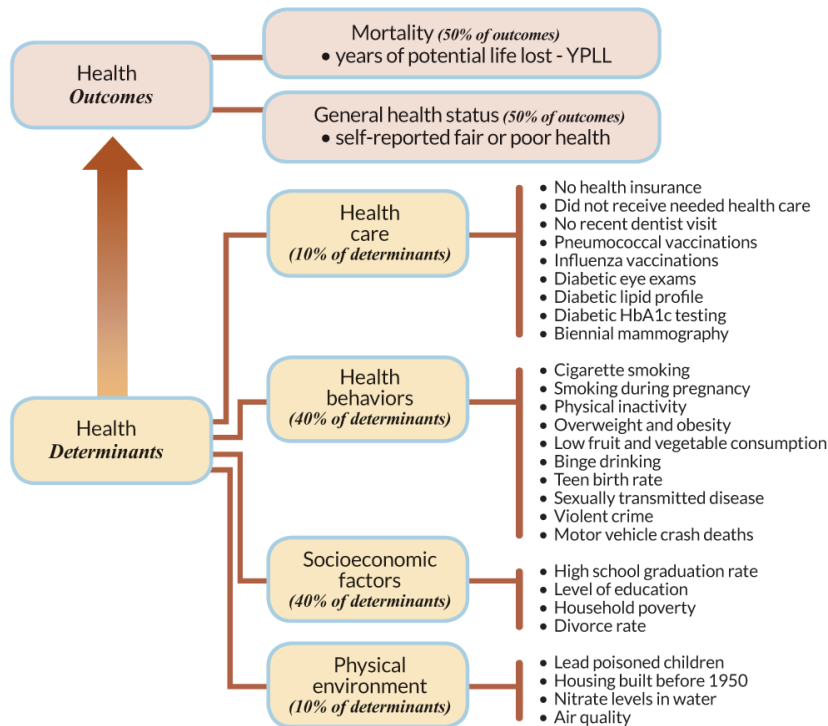 Health
Outcomes
Mortality (50% of outcomes)
• years of potential life lost - YPLL
General health status (50% of outcomes)
• self-reported fair or poor health
Health
Determinants
Health
care
(10% of determinants)
• No health insurance
• Did not receive needed health care
• No recent dentist visit
• Pneumococcal vaccinations
• Influenza vaccinations
• Diabetic eye exams
• Diabetic lipid profile
• Diabetic HbA1c testing
• Biennial mammography
Health
behaviors
(40% of determinants)
• Cigarette smoking
• Smoking during pregnancy
• Physical inactivity
• Overweight and obesity
• Low fruit and vegetable consumption
• Binge drinking
• Teen birth rate
• Sexually transmitted disease
• Violent crime
• Motor vehicle crash deaths
Socioeconomic
factors
(40% of determinants)
• High school graduation rate
• Level of education
• Household poverty
• Divorce rate
Physical
environment
(10% of determinants)
• Lead poisoned children
• Housing built before 1950
• Nitrate levels in water
• Air quality